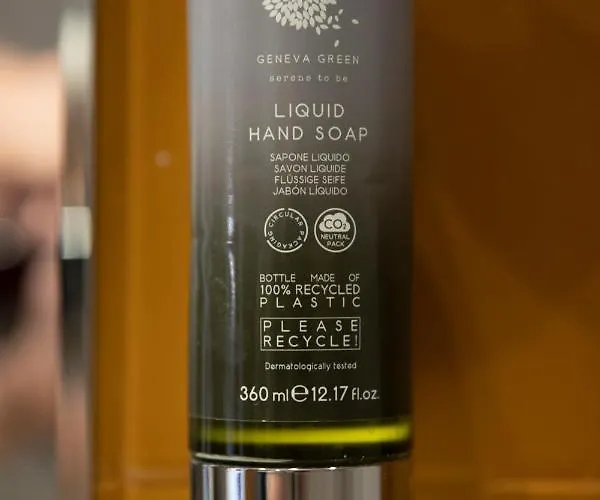 GENEVA GREEN
serene to be
LIQUID
HAND SOAP
SAPONE LIQUIDO
SAVON LIQUIDE
FLÜSSIGE SEIFE
JABÓN LÍQUIDO
CIRCULAR PACKAGING
CO2
NEUTRAL
PACK
BOTTLE MADE OF
100% RECYCLED
PLASTIC
PLEASE
RECYCLE!
Dermatologically tested
360 ml ℮ 12.17 fl.oz.